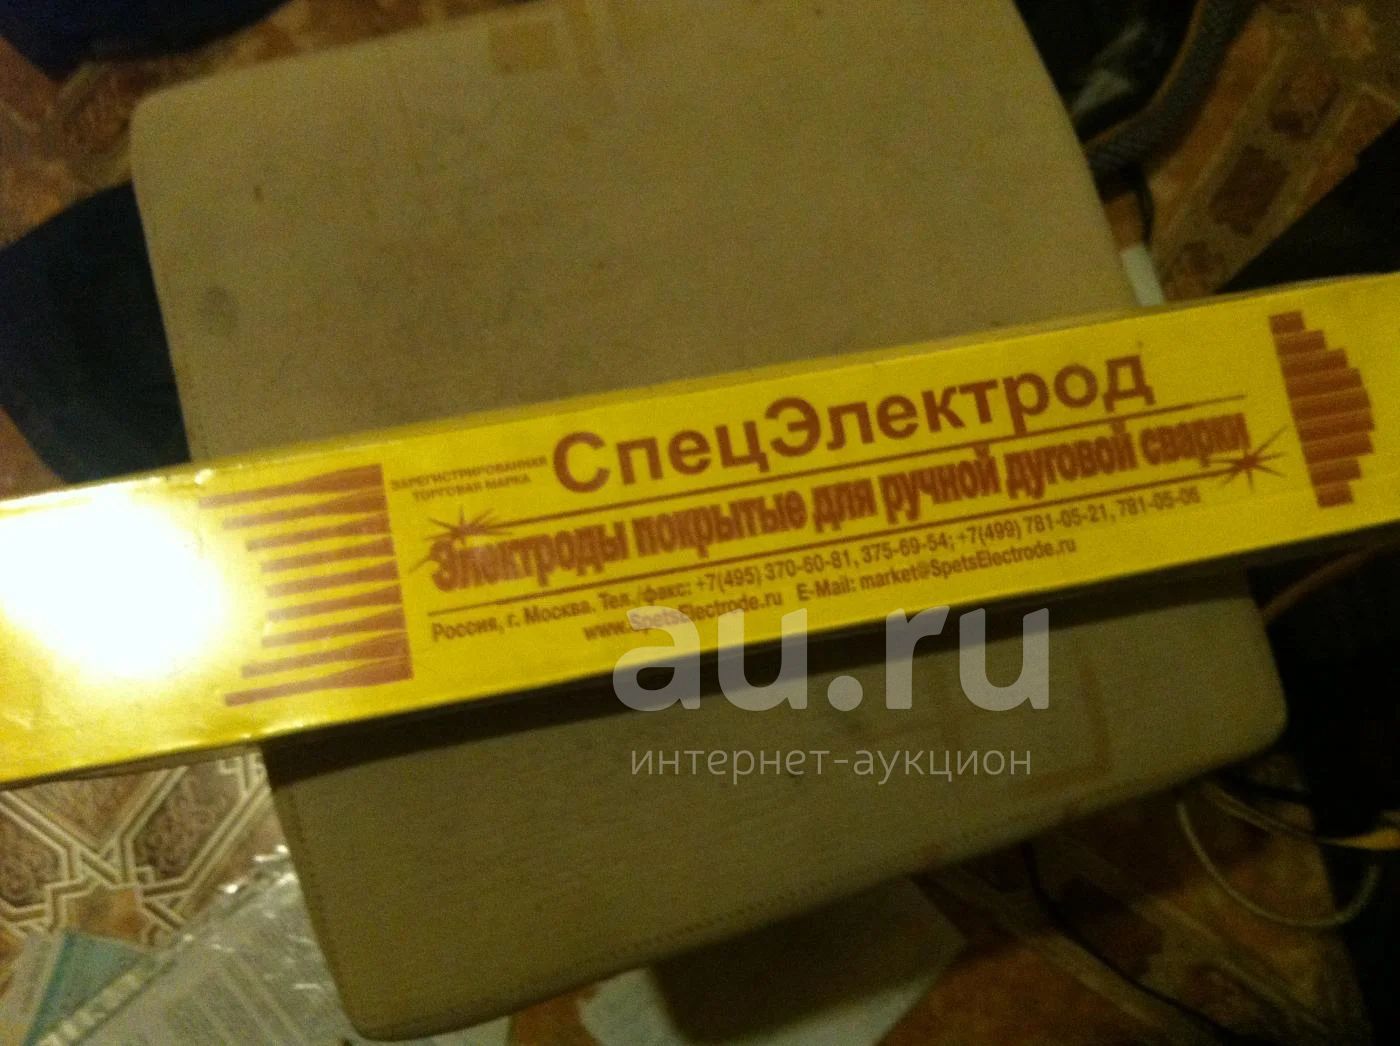 ЗАРЕГИСТРИРОВАННАЯ
ТОРГОВАЯ МАРКА
СпецЭлектрод
Электроды покрытые для ручной дуговой сварки
Россия, г. Москва. Тел./факс: +7(495) 370-60-81, 375-69-54; +7(499) 781-05-21, 781-05-06
www.SpetsElectrode.ru E-Mail: market@SpetsElectrode.ru
au.ru
интернет-аукцион